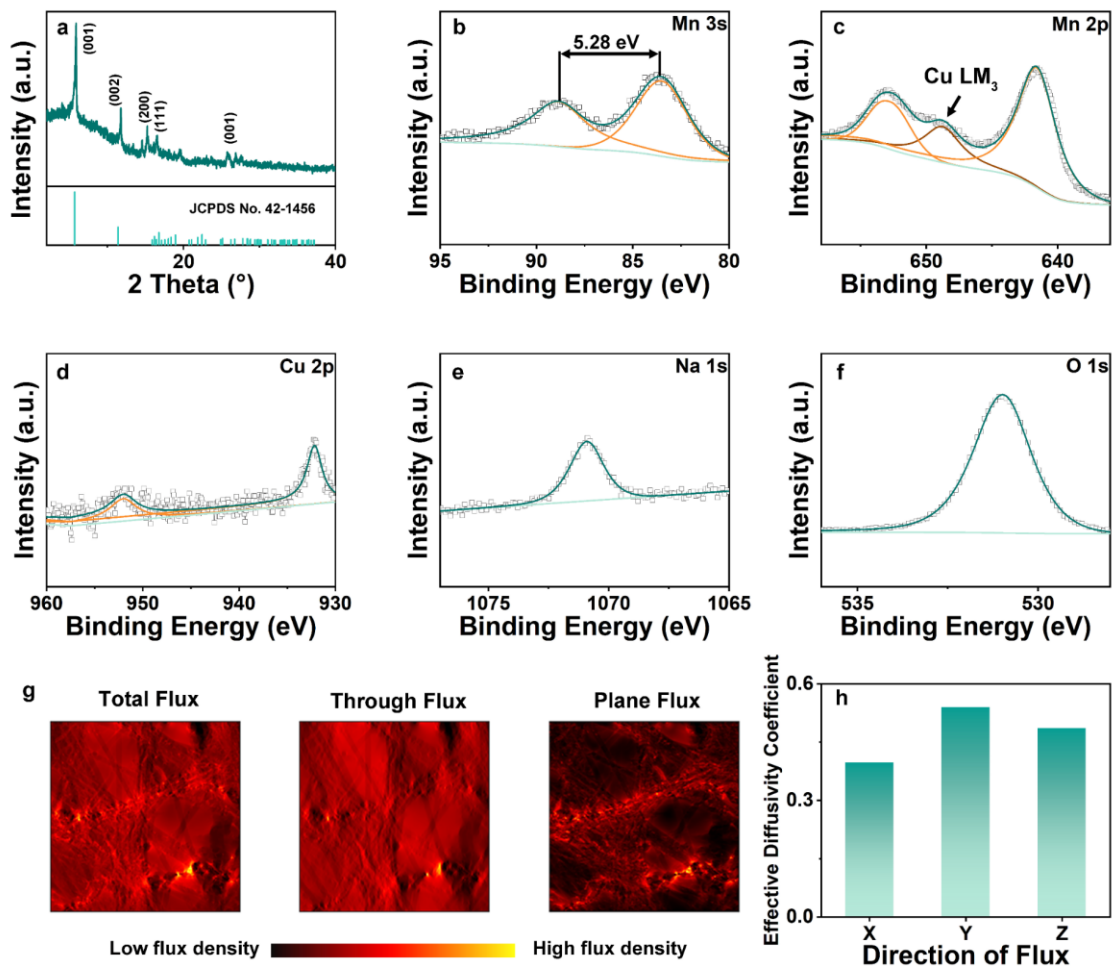 a
Intensity (a.u.)
(001)
(002)
(200)
(111)
(001)
JCPDS No. 42-1456
20
40
2 Theta (°)
b
Mn 3s
5.28 eV
Intensity (a.u.)
95
90
85
80
Binding Energy (eV)
c
Mn 2p
Cu LM3
Intensity (a.u.)
650
640
Binding Energy (eV)
d
Cu 2p
Intensity (a.u.)
960
950
940
930
Binding Energy (eV)
e
Na 1s
Intensity (a.u.)
1075
1070
1065
Binding Energy (eV)
f
O 1s
Intensity (a.u.)
535
530
Binding Energy (eV)
g
Total Flux
Through Flux
Plane Flux
Low flux density
High flux density
h
Effective Diffusivity Coefficient
0.6
0.3
0.0
X
Y
Z
Direction of Flux